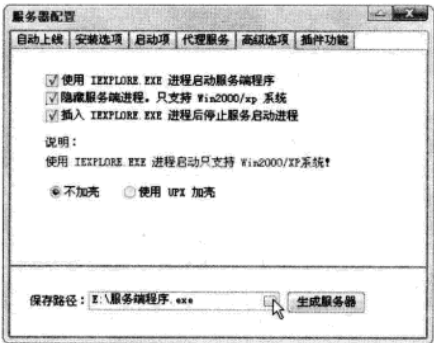 服务器配置
自动上线 安装选项 启动项 代理服务 高级选项 插件功能
使用 IEXPLORE.EXE 进程启动服务端程序
隐藏服务端进程。只支持 Win2000/xp 系统
插入 IEXPLORE.EXE 进程后停止服务启动进程
说明：
使用 IEXPLORE.EXE 进程启动只支持 Win2000/XP系统!
不加壳 使用 UPX 加壳
保存路径：E:\服务端程序.exe 生成服务器